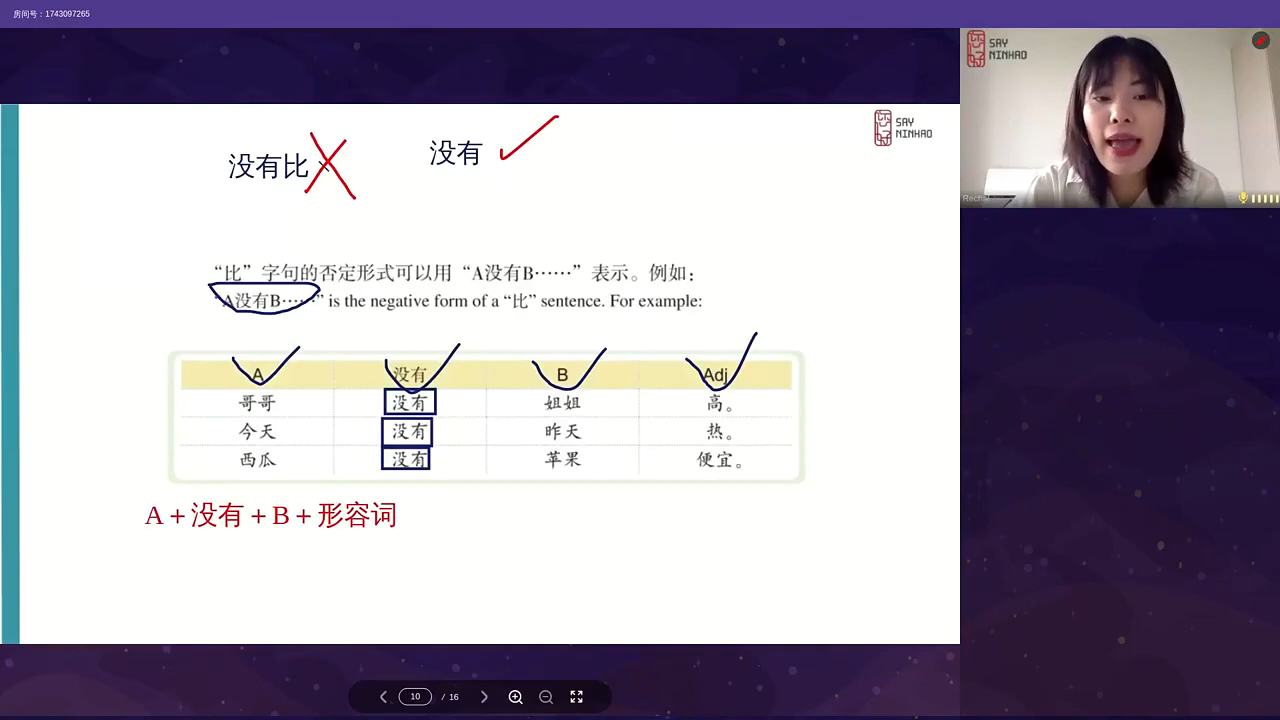 房间号：1743097265
SAY
NINHAO
SAY
NINHAO
没有比 ×
没有
“比”字句的否定形式可以用“A没有B……”表示。例如：
“A没有B……” is the negative form of a “比” sentence. For example:
A 没有 B Adj
哥哥 没有 姐姐 高。
今天 没有 昨天 热。
西瓜 没有 苹果 便宜。
A＋没有＋B＋形容词
10 / 16